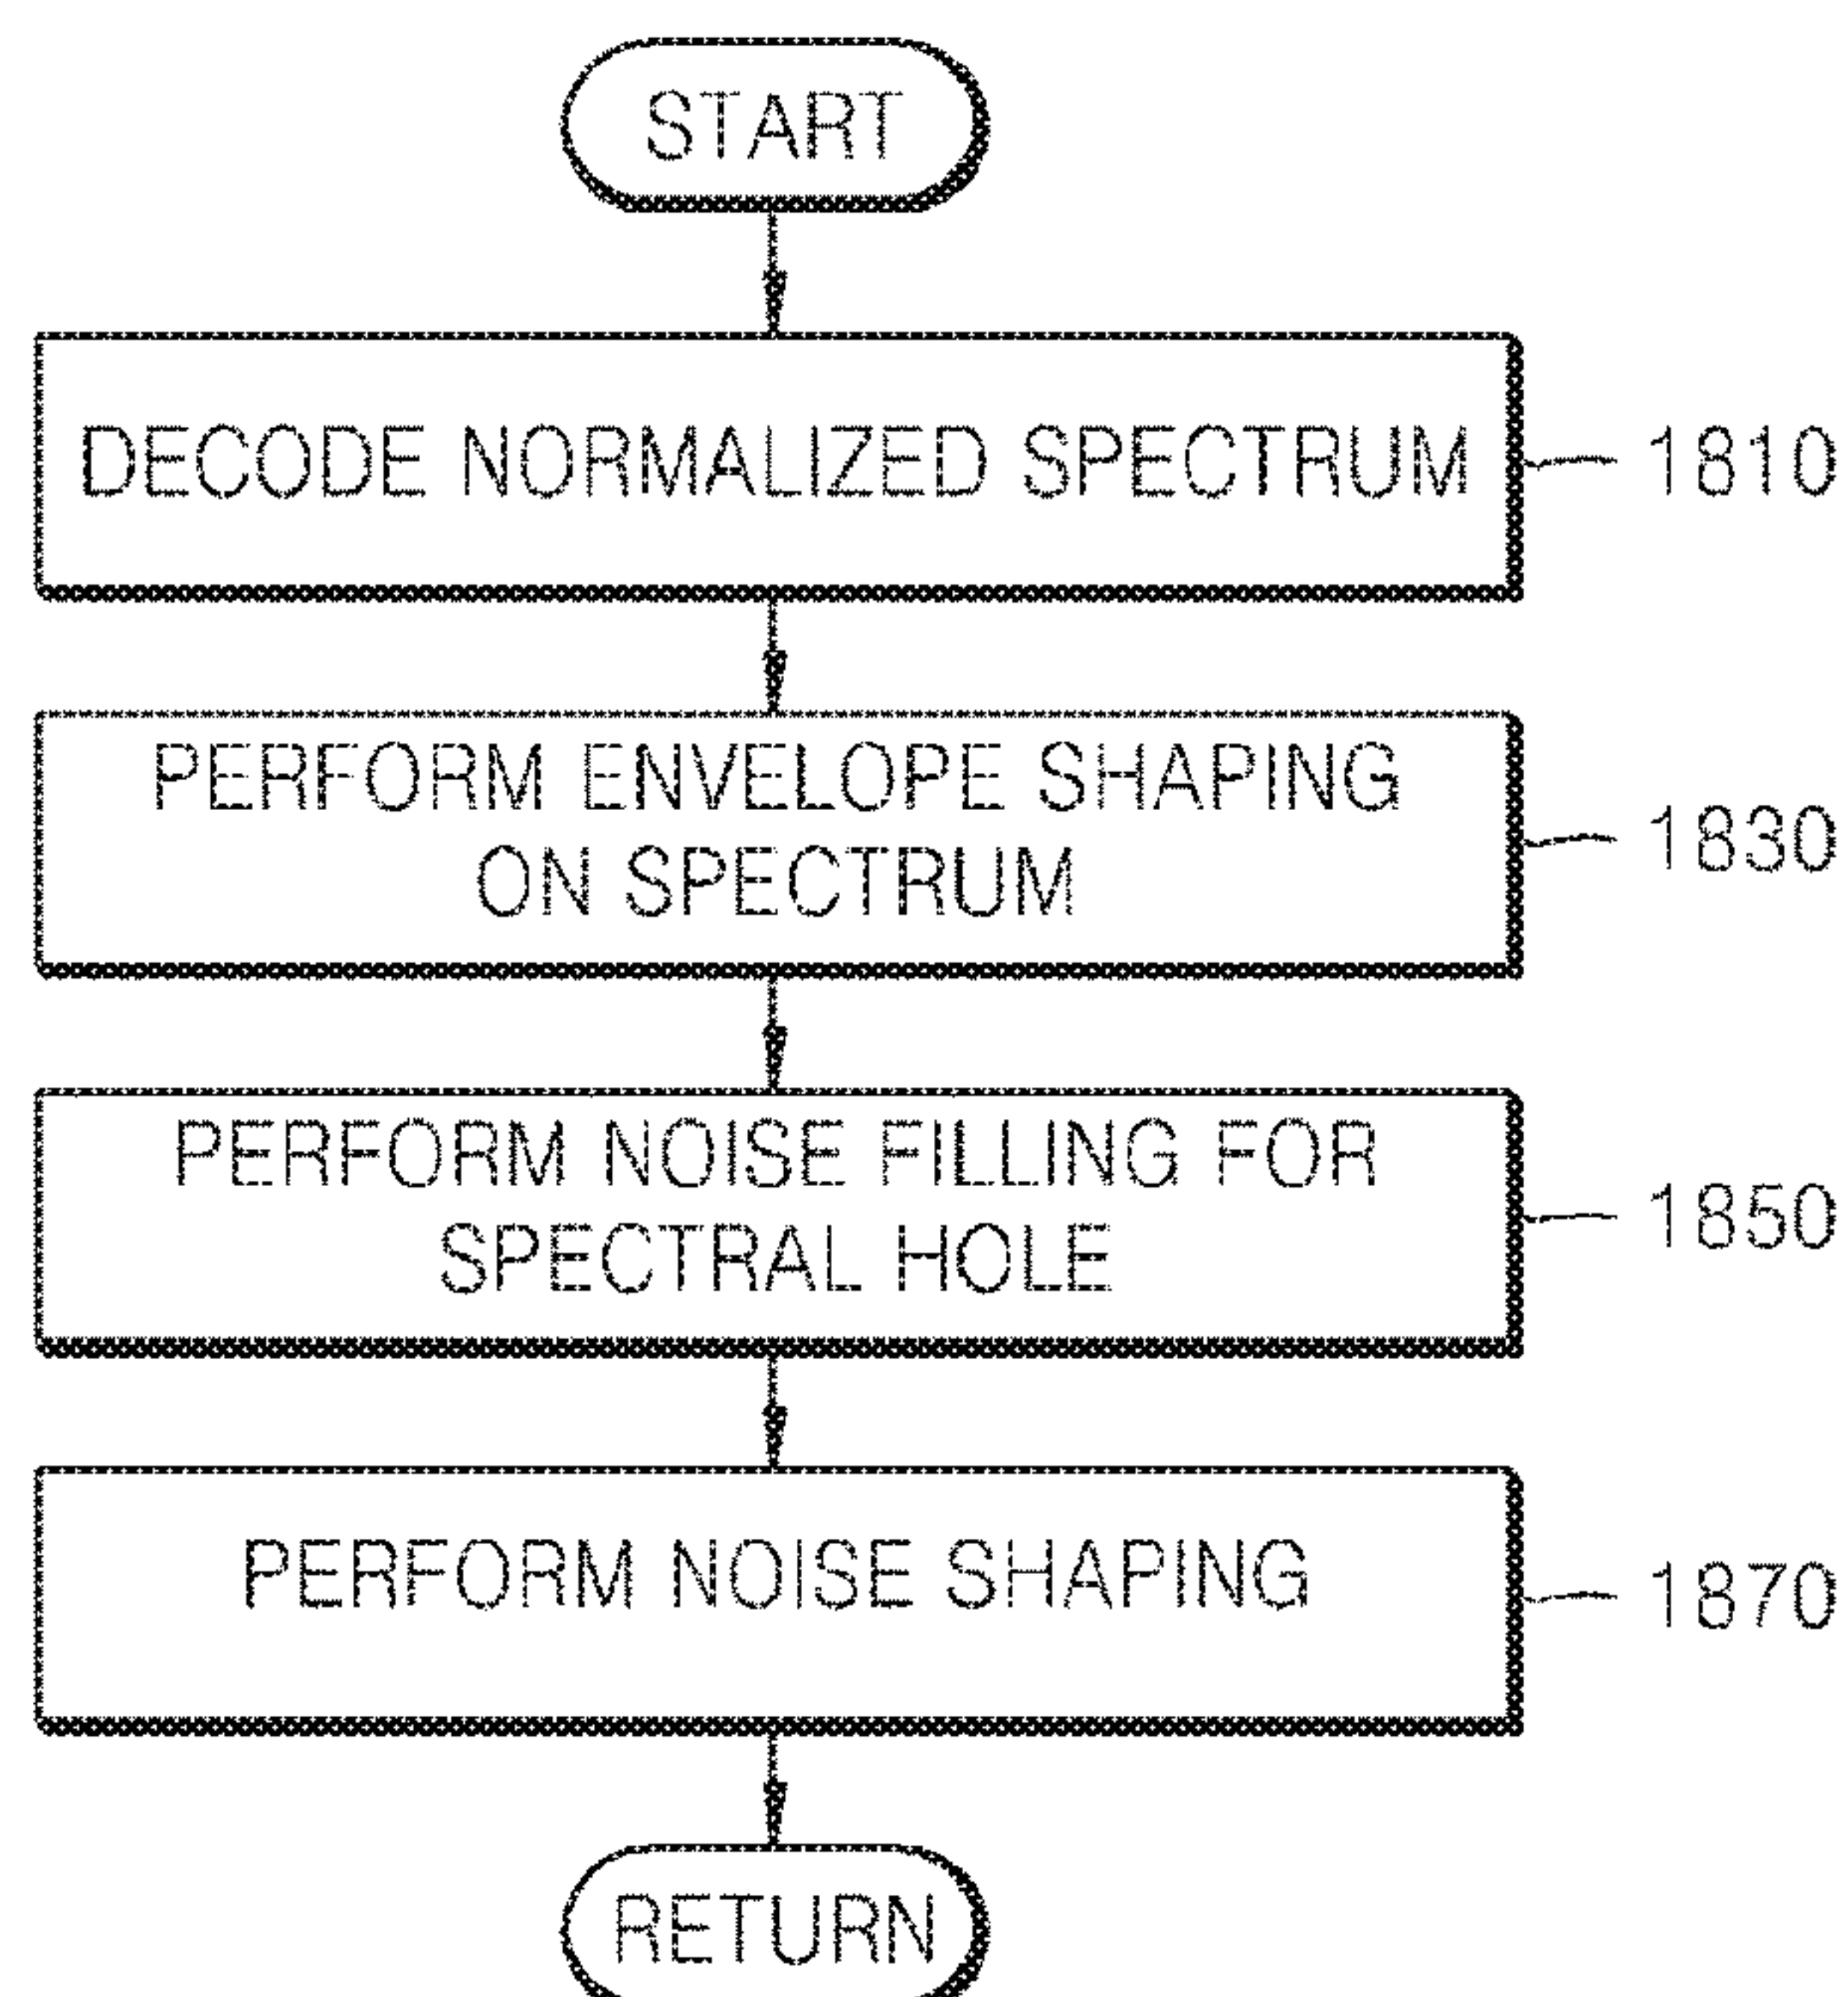 START
DECODE NORMALIZED SPECTRUM
1810
PERFORM ENVELOPE SHAPING
ON SPECTRUM
1830
PERFORM NOISE FILLING FOR
SPECTRAL HOLE
1850
PERFORM NOISE SHAPING
1870
RETURN